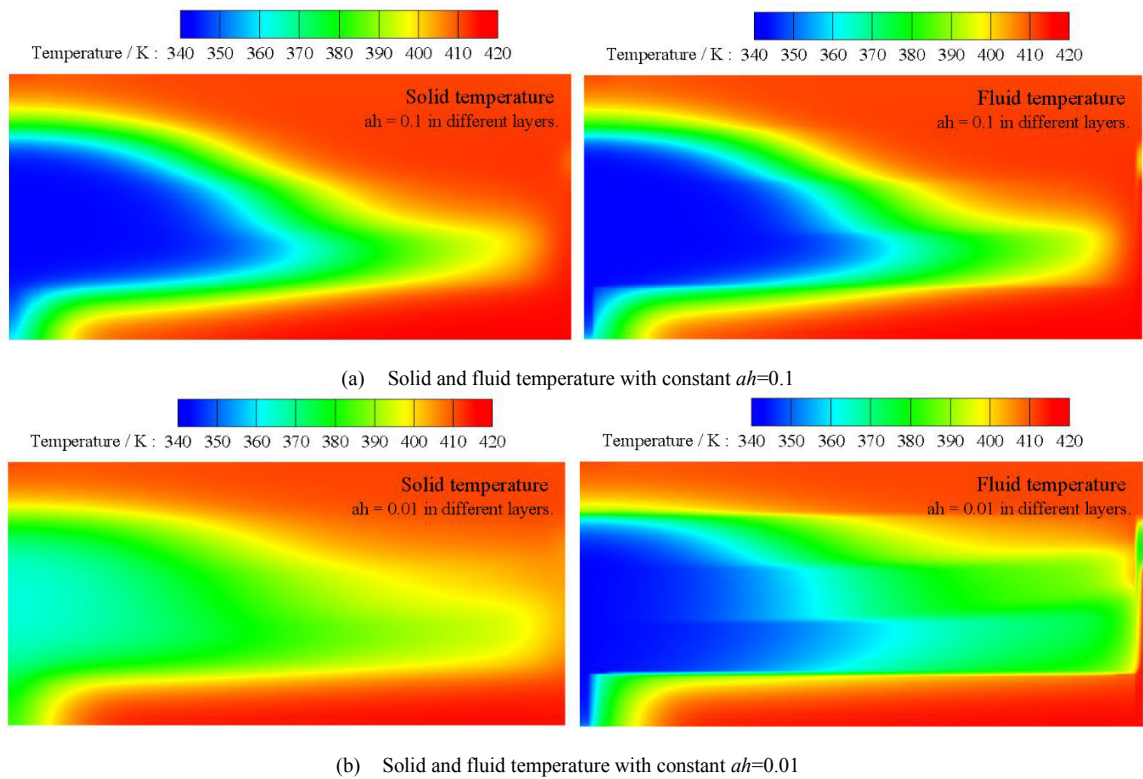 Temperature / K : 340 350 360 370 380 390 400 410 420
Solid temperature
ah = 0.1 in different layers.
Temperature / K : 340 350 360 370 380 390 400 410 420
Fluid temperature
ah = 0.1 in different layers.
(a) Solid and fluid temperature with constant ah=0.1
Temperature / K : 340 350 360 370 380 390 400 410 420
Solid temperature
ah = 0.01 in different layers.
Temperature / K : 340 350 360 370 380 390 400 410 420
Fluid temperature
ah = 0.01 in different layers.
(b) Solid and fluid temperature with constant ah=0.01